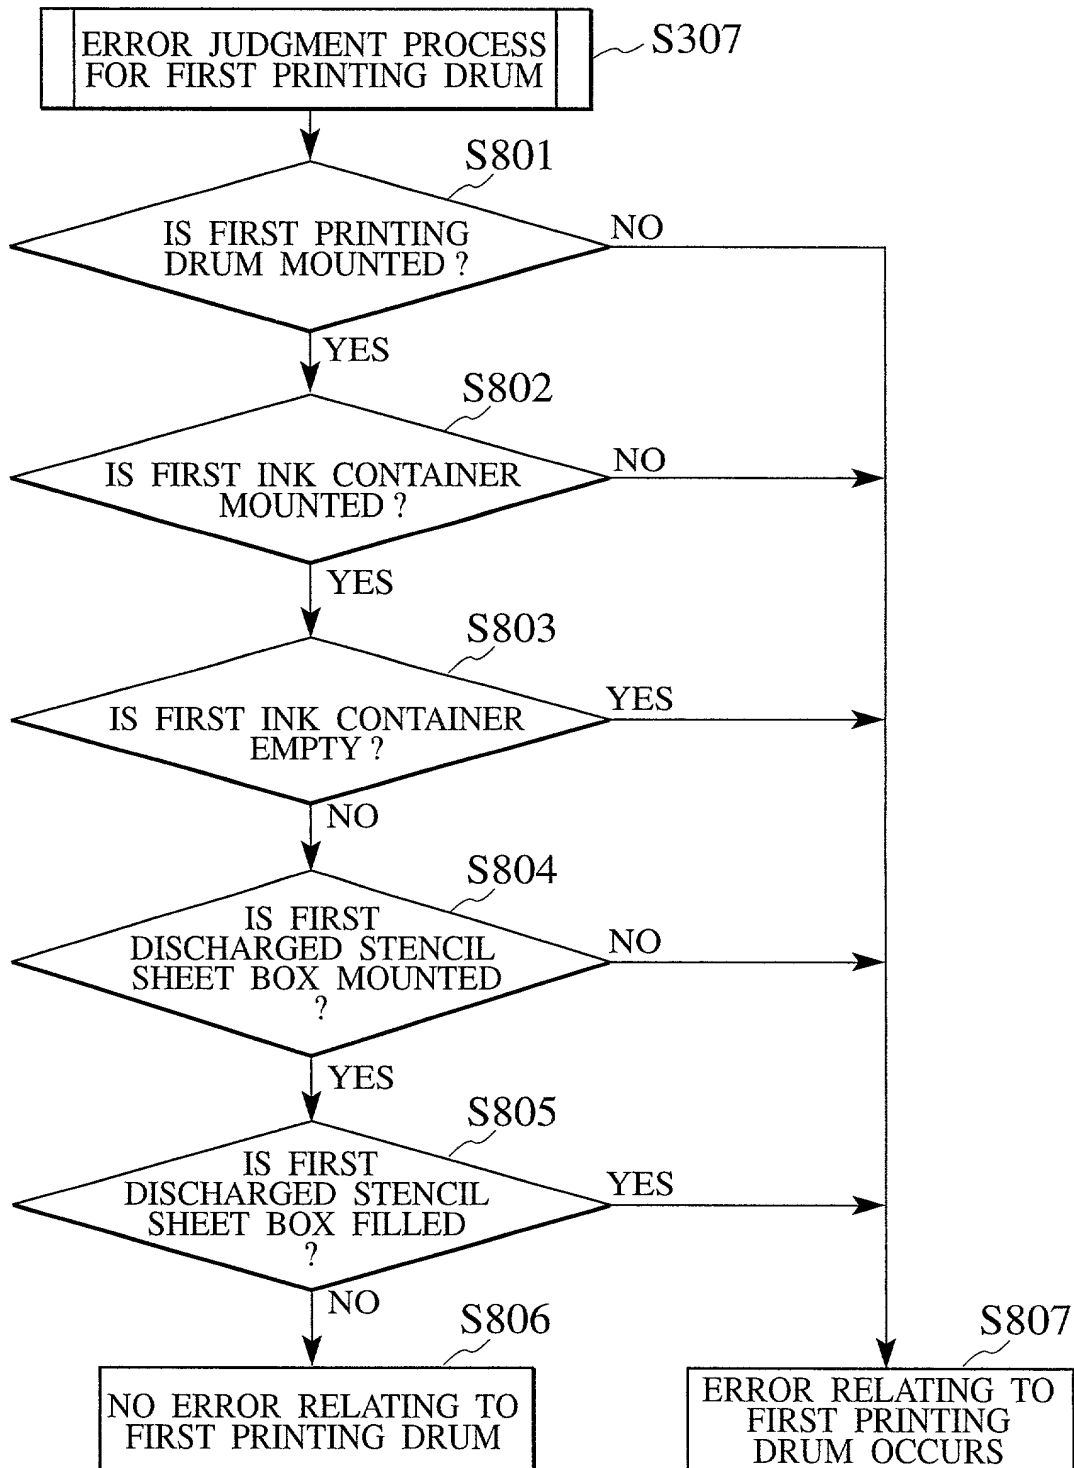 ERROR JUDGMENT PROCESS
FOR FIRST PRINTING DRUM
S307
S801
IS FIRST PRINTING
DRUM MOUNTED ?
NO
YES
S802
IS FIRST INK CONTAINER
MOUNTED ?
NO
YES
S803
IS FIRST INK CONTAINER
EMPTY ?
YES
NO
S804
IS FIRST
DISCHARGED STENCIL
SHEET BOX MOUNTED
?
NO
YES
S805
IS FIRST
DISCHARGED STENCIL
SHEET BOX FILLED
?
YES
NO
S806
NO ERROR RELATING TO
FIRST PRINTING DRUM
S807
ERROR RELATING TO
FIRST PRINTING
DRUM OCCURS